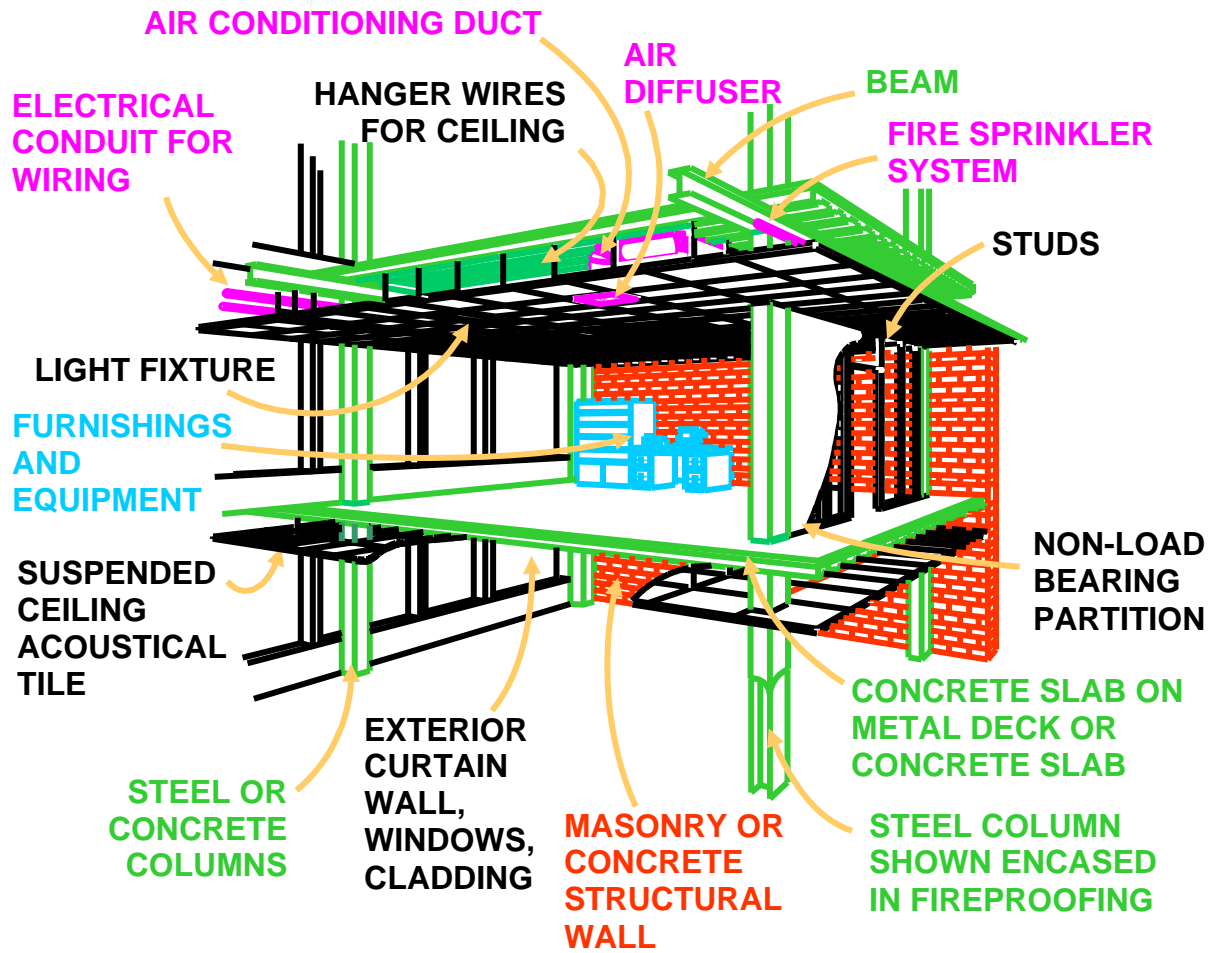 AIR CONDITIONING DUCT
AIR
DIFFUSER
BEAM
HANGER WIRES
FOR CEILING
ELECTRICAL
CONDUIT FOR
WIRING
FIRE SPRINKLER
SYSTEM
STUDS
LIGHT FIXTURE
FURNISHINGS
AND
EQUIPMENT
SUSPENDED
CEILING
ACOUSTICAL
TILE
NON-LOAD
BEARING
PARTITION
CONCRETE SLAB ON
METAL DECK OR
CONCRETE SLAB
STEEL OR
CONCRETE
COLUMNS
EXTERIOR
CURTAIN
WALL,
WINDOWS,
CLADDING
MASONRY OR
CONCRETE
STRUCTURAL
WALL
STEEL COLUMN
SHOWN ENCASED
IN FIREPROOFING